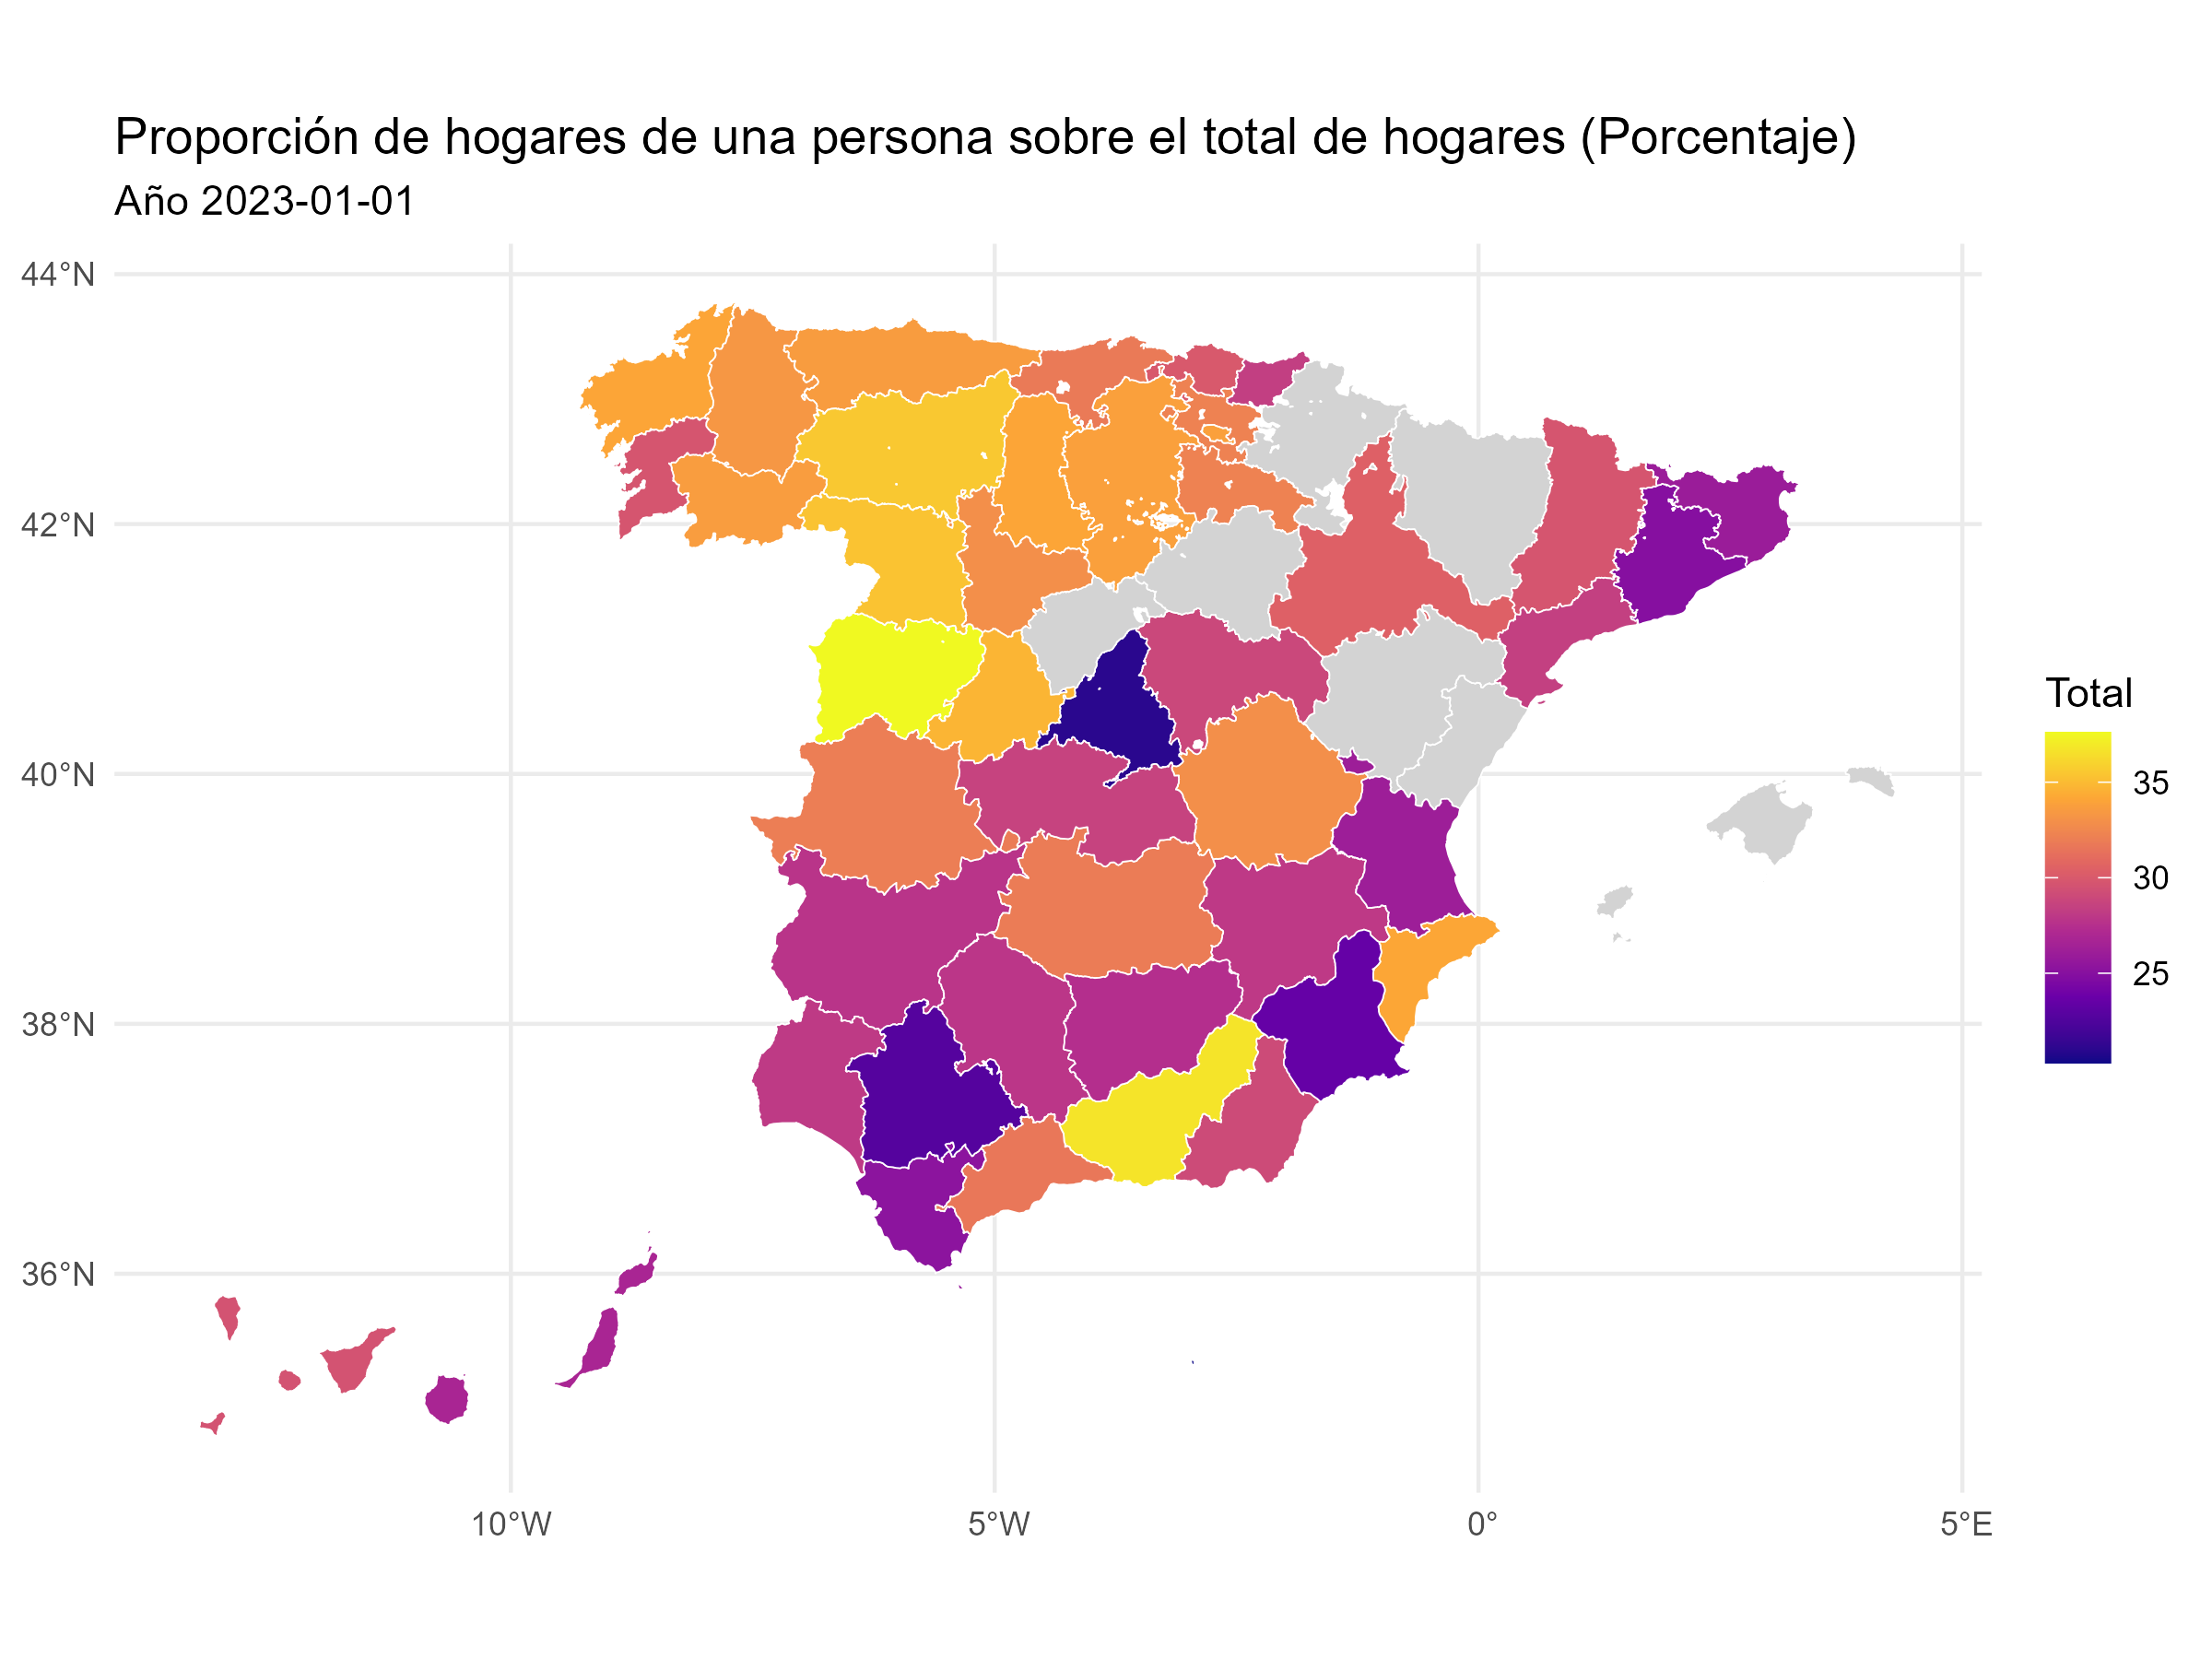 Proporción de hogares de una persona sobre el total de hogares (Porcentaje)
Año 2023-01-01
44°N
42°N
40°N
38°N
36°N
10°W
5°W
0°
5°E
Total
35
30
25